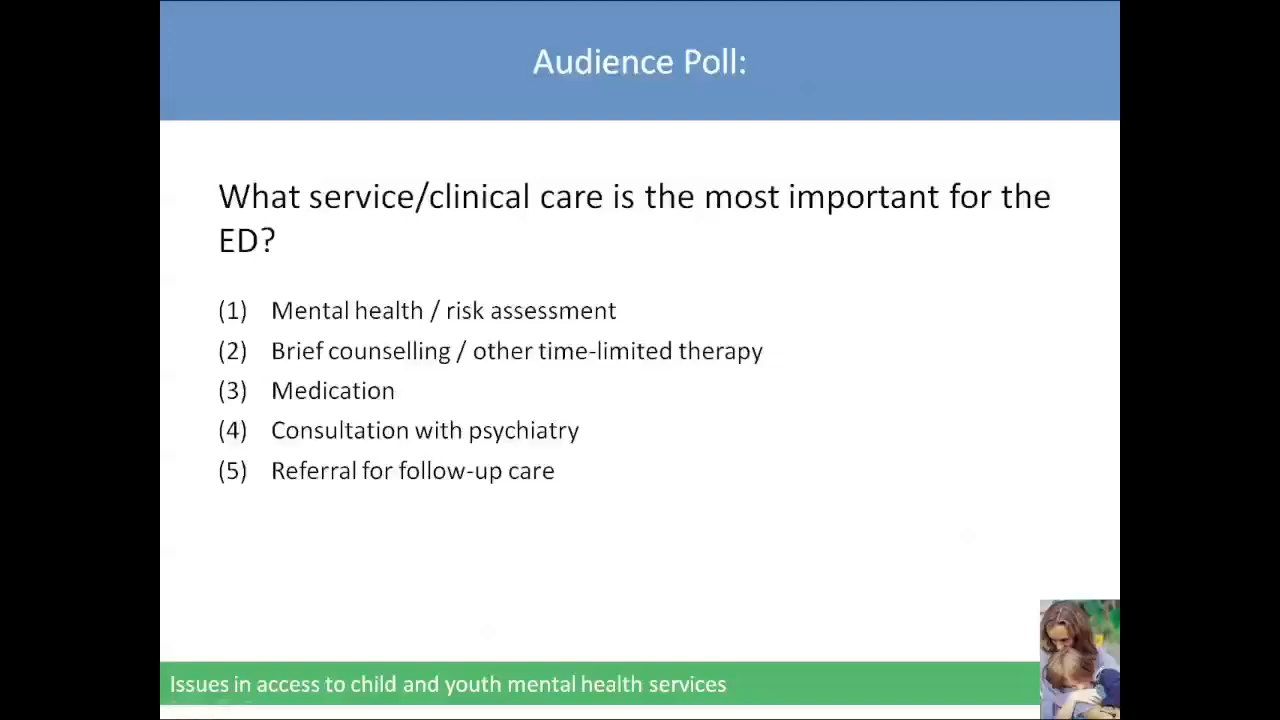 Audience Poll:
What service/clinical care is the most important for the
ED?
(1) Mental health / risk assessment
(2) Brief counselling / other time-limited therapy
(3) Medication
(4) Consultation with psychiatry
(5) Referral for follow-up care
Issues in access to child and youth mental health services